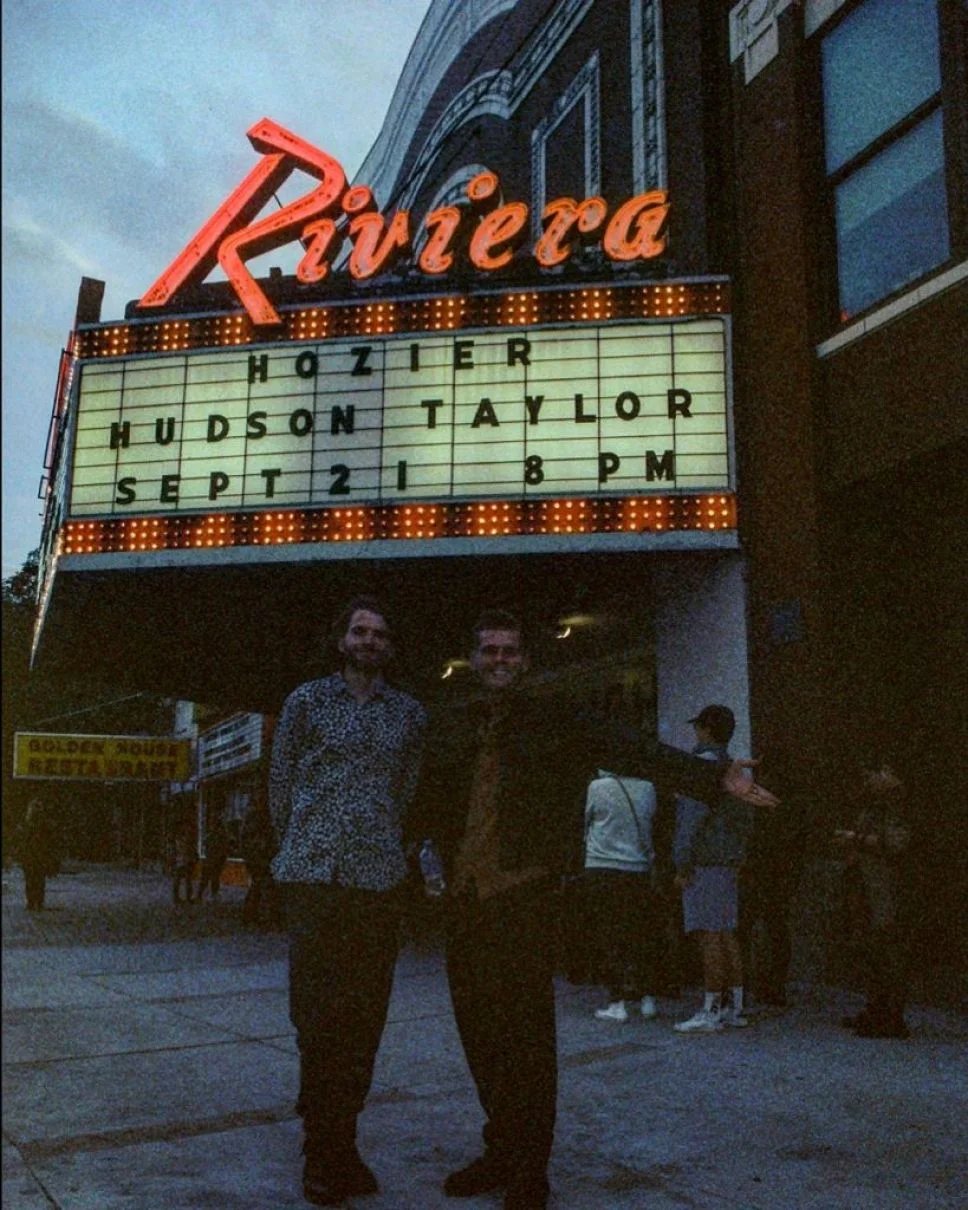 Riviera
HOZIER
HUDSON TAYLOR
SEPT 21 8 PM
GOLDEN HOUSE
RESTAURANT